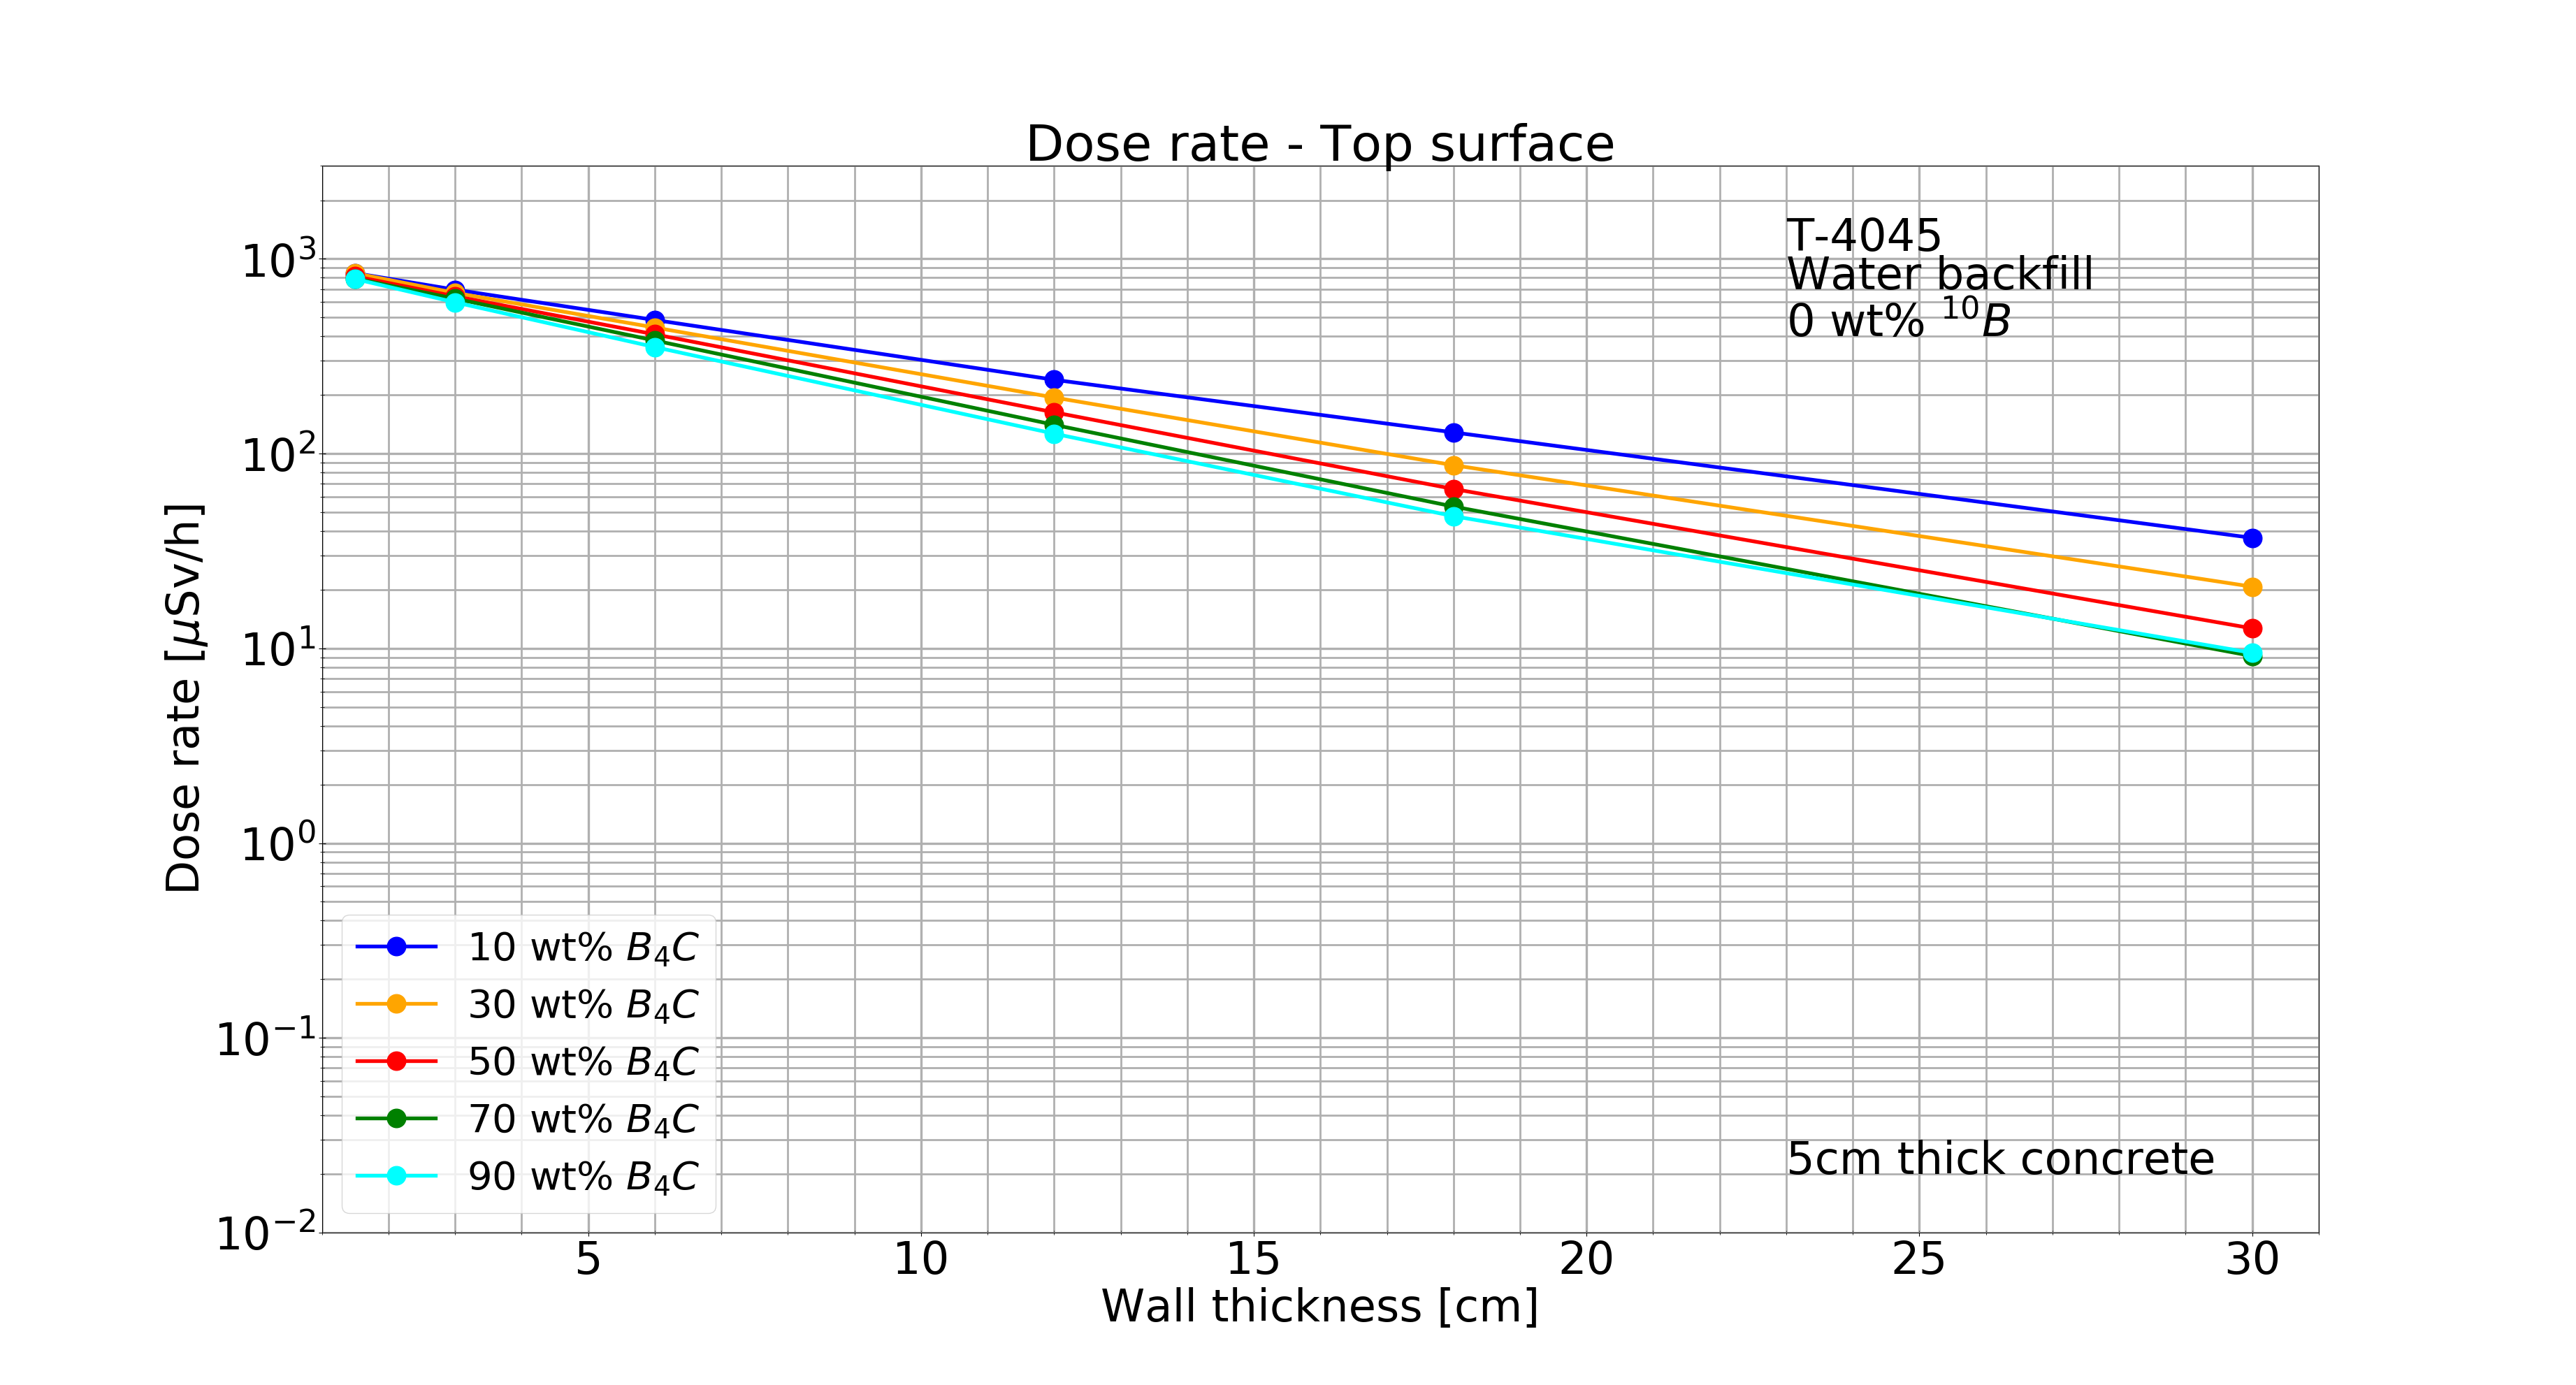 Dose rate - Top surface
T-4045
Water backfill
0 wt% ¹⁰B
10³
10²
10¹
10⁰
10⁻¹
10⁻²
Dose rate [μSv/h]
10 wt% B₄C
30 wt% B₄C
50 wt% B₄C
70 wt% B₄C
90 wt% B₄C
5cm thick concrete
5 10 15 20 25 30
Wall thickness [cm]